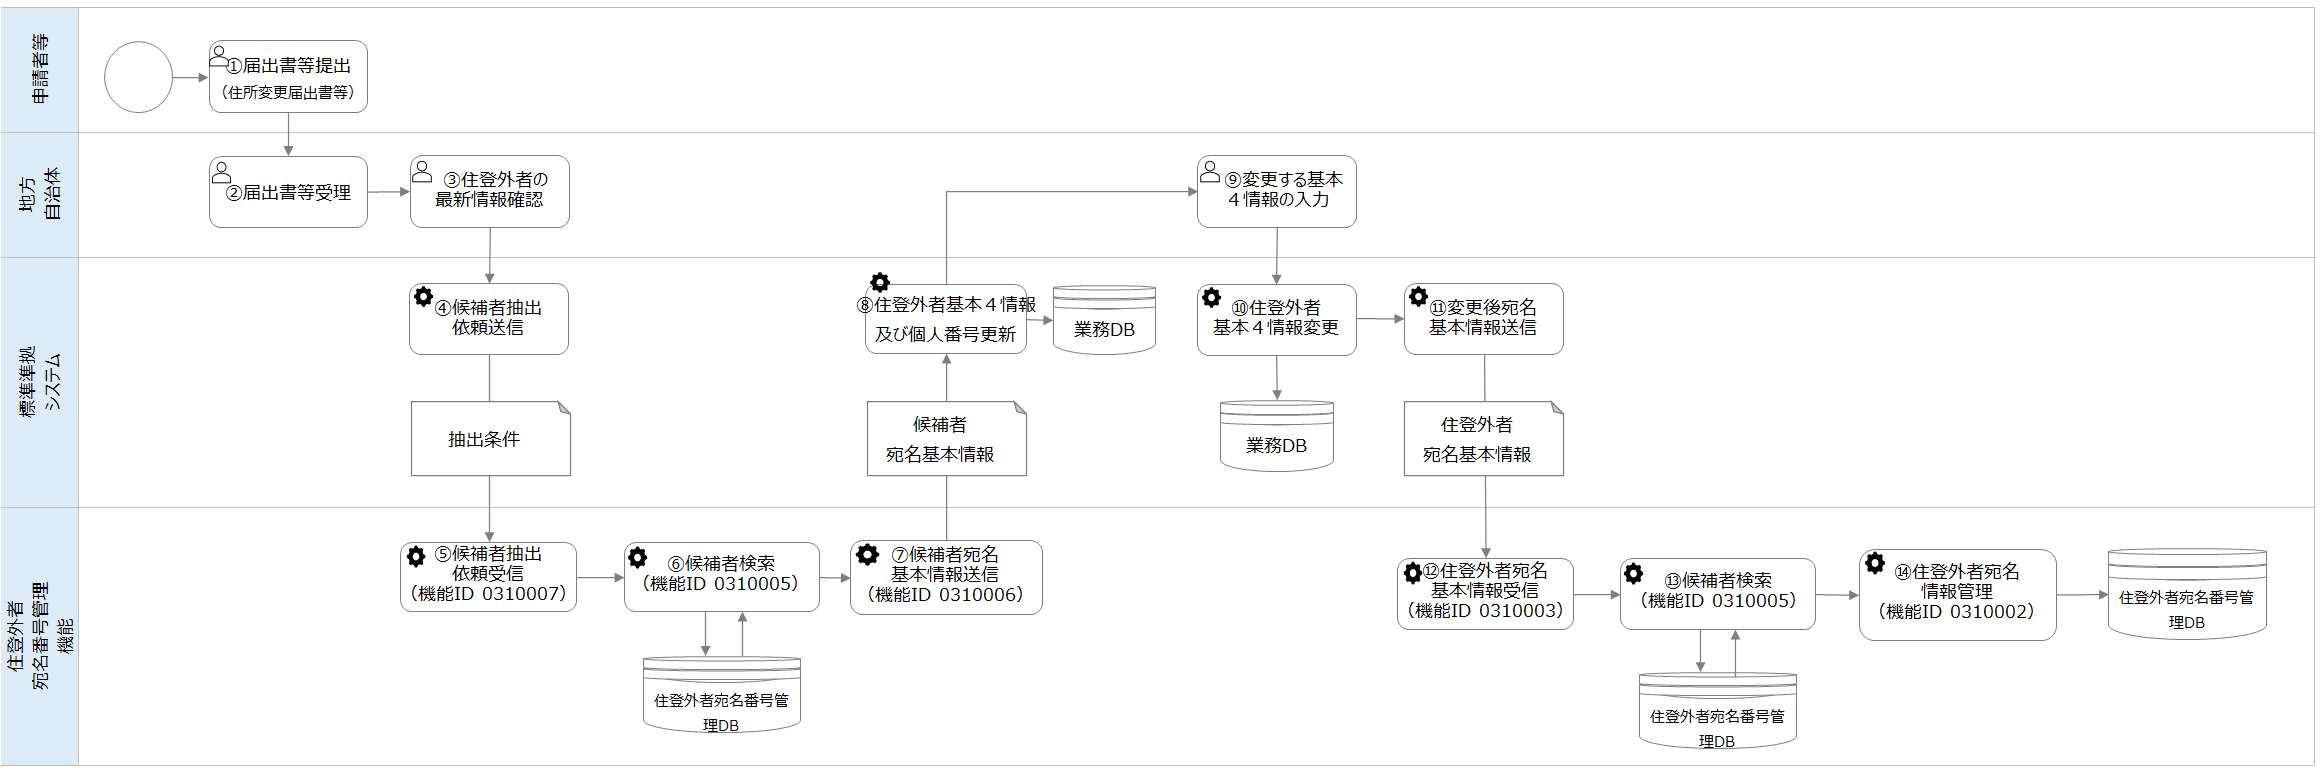 申請者等
①届出書等提出
（住所変更届出書等）
地方
自治体
②届出書等受理
③住登外者の
最新情報確認
⑨変更する基本
４情報の入力
標準準拠
システム
④候補者抽出
依頼送信
抽出条件
⑧住登外者基本４情報
及び個人番号更新
業務DB
候補者
宛名基本情報
⑩住登外者
基本４情報変更
業務DB
⑪変更後宛名
基本情報送信
住登外者
宛名基本情報
住登外者
宛名番号管理
機能
⑤候補者抽出
依頼受信
（機能ID 0310007）
⑥候補者検索
（機能ID 0310005）
住登外者宛名番号管
理DB
⑦候補者宛名
基本情報送信
（機能ID 0310006）
⑫住登外者宛名
基本情報受信
（機能ID 0310003）
⑬候補者検索
（機能ID 0310005）
住登外者宛名番号管
理DB
⑭住登外者宛名
情報管理
（機能ID 0310002）
住登外者宛名番号管
理DB